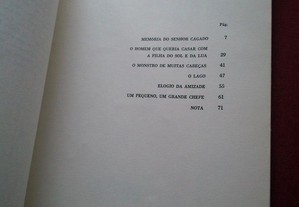 Pág.
MEMÓRIA DO SENHOR CÁGADO 7
O HOMEM QUE QUERIA CASAR COM
A FILHA DO SOL E DA LUA 29
O MINISTRO DE MUITAS CABEÇAS 41
O LAGO 47
ELOGIO DA AMIZADE 55
UM PEQUENO, UM GRANDE CHEFE 61
NOTA 71